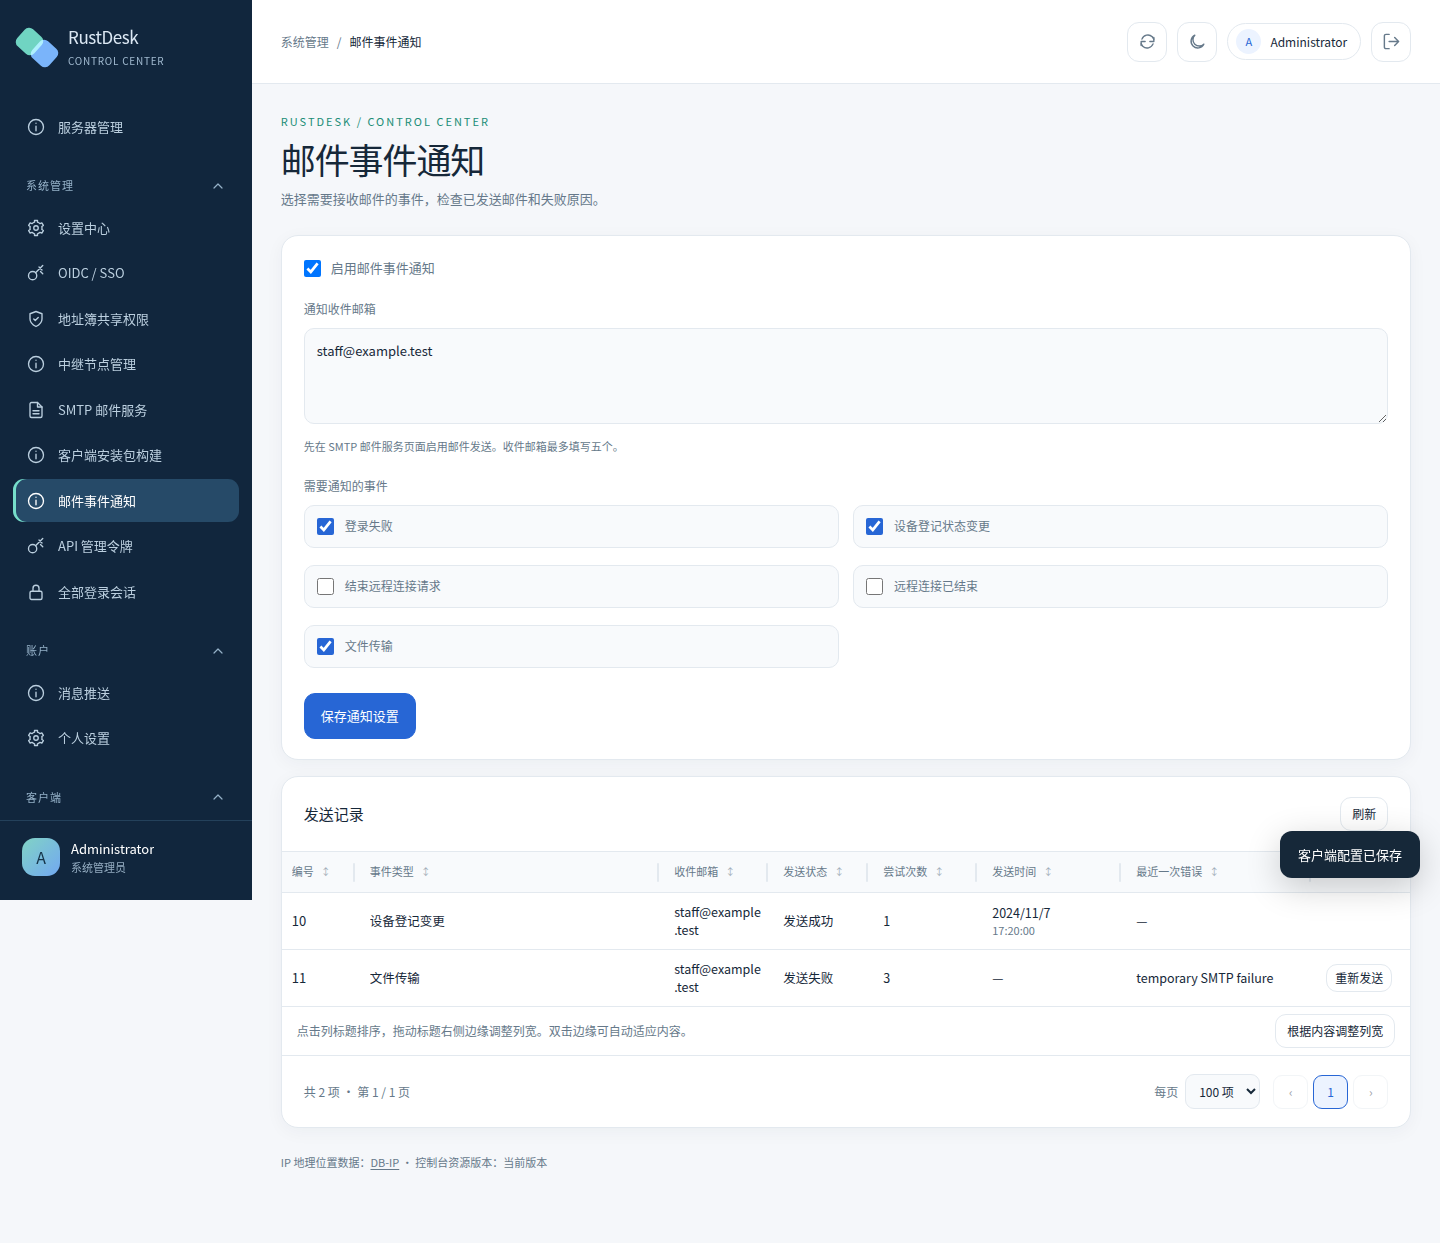 RustDesk
CONTROL CENTER
服务器管理
系统管理
设置中心
OIDC / SSO
地址簿共享权限
中继节点管理
SMTP 邮件服务
客户端安装包构建
邮件事件通知
API 管理令牌
全部登录会话
账户
消息推送
个人设置
客户端
A
Administrator
系统管理员
系统管理 / 邮件事件通知
A Administrator
RUSTDESK / CONTROL CENTER
邮件事件通知
选择需要接收邮件的事件，检查已发送邮件和失败原因。
启用邮件事件通知
通知收件邮箱
staff@example.test
先在 SMTP 邮件服务页面启用邮件发送。收件邮箱最多填写五个。
需要通知的事件
登录失败 设备登记状态变更
结束远程连接请求 远程连接已结束
文件传输
保存通知设置
发送记录 刷新
客户端配置已保存
编号 ↕ 事件类型 ↕ 收件邮箱 ↕ 发送状态 ↕ 尝试次数 ↕ 发送时间 ↕ 最近一次错误 ↕
10 设备登记变更 staff@example.test 发送成功 1 2024/11/7 17:20:00 —
11 文件传输 staff@example.test 发送失败 3 — temporary SMTP failure 重新发送
点击列标题排序，拖动标题右侧边缘调整列宽。双击边缘可自动适应内容。 根据内容调整列宽
共 2 项 · 第 1 / 1 页 每页 100 项 ‹ 1 ›
IP 地理位置数据：DB-IP · 控制台资源版本：当前版本